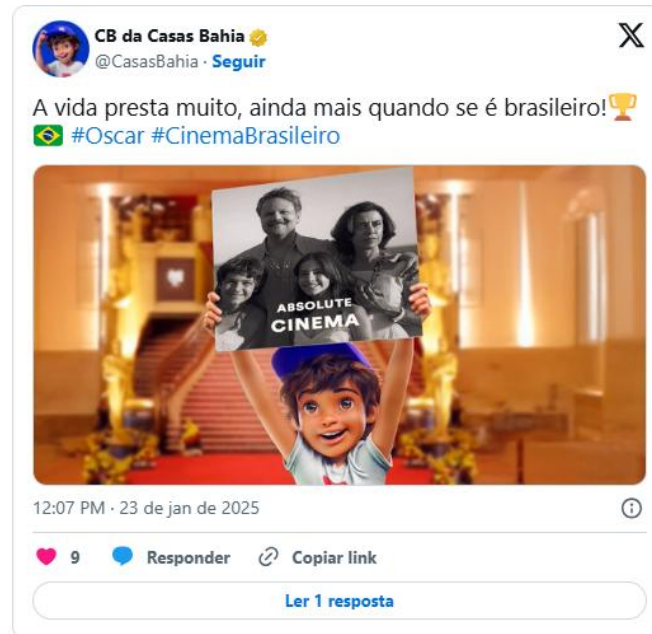 CB da Casas Bahia
@CasasBahia · Seguir
A vida presta muito, ainda mais quando se é brasileiro!🏆
🇧🇷 #Oscar #CinemaBrasileiro
ABSOLUTE
CINEMA
12:07 PM · 23 de jan de 2025
9 Responder Copiar link
Ler 1 resposta